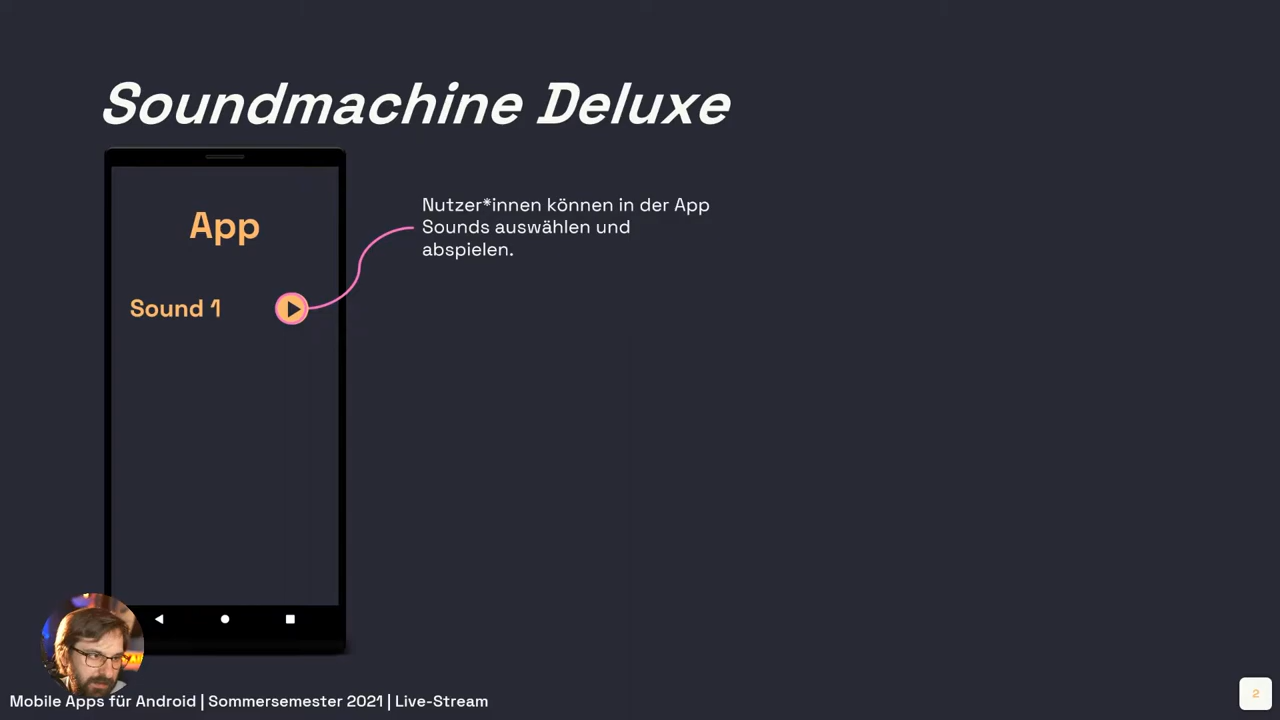 Soundmachine Deluxe
App
Nutzer*innen können in der App
Sounds auswählen und
abspielen.
Sound 1
Mobile Apps für Android | Sommersemester 2021 | Live-Stream
2